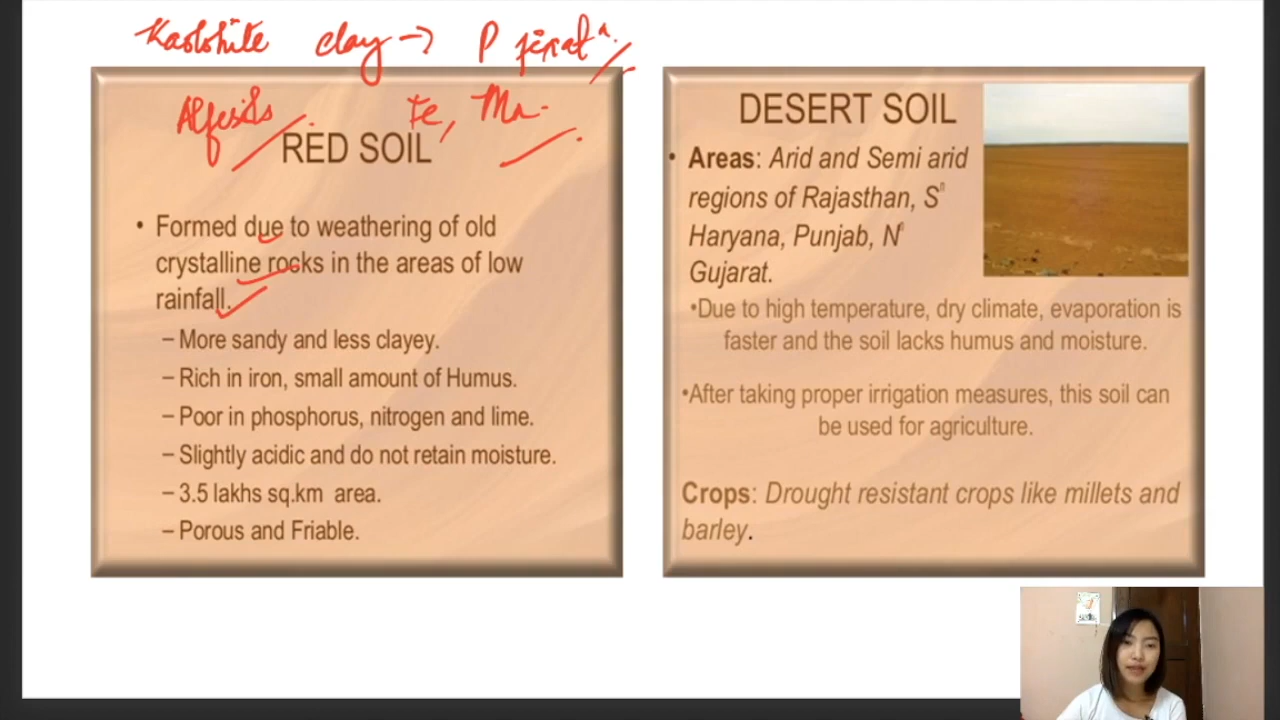 Kaolohite clay → P fixatn.
Alfisols Fe, Mn.
RED SOIL
• Formed due to weathering of old
crystalline rocks in the areas of low
rainfall.
– More sandy and less clayey.
– Rich in iron, small amount of Humus.
– Poor in phosphorus, nitrogen and lime.
– Slightly acidic and do not retain moisture.
– 3.5 lakhs sq.km area.
– Porous and Friable.
DESERT SOIL
• Areas: Arid and Semi arid
regions of Rajasthan, Sⁿ
Haryana, Punjab, Nⁿ
Gujarat.
•Due to high temperature, dry climate, evaporation is
faster and the soil lacks humus and moisture.
•After taking proper irrigation measures, this soil can
be used for agriculture.
Crops: Drought resistant crops like millets and
barley.